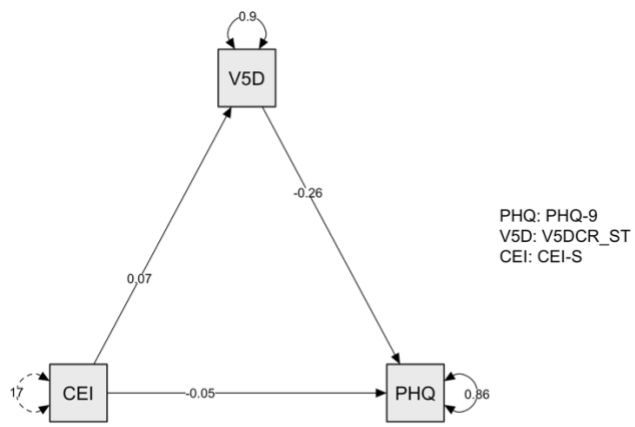 0.9
V5D
-0.26
PHQ: PHQ-9
V5D: V5DCR_ST
CEI: CEI-S
0.07
17
CEI
-0.05
PHQ
0.86